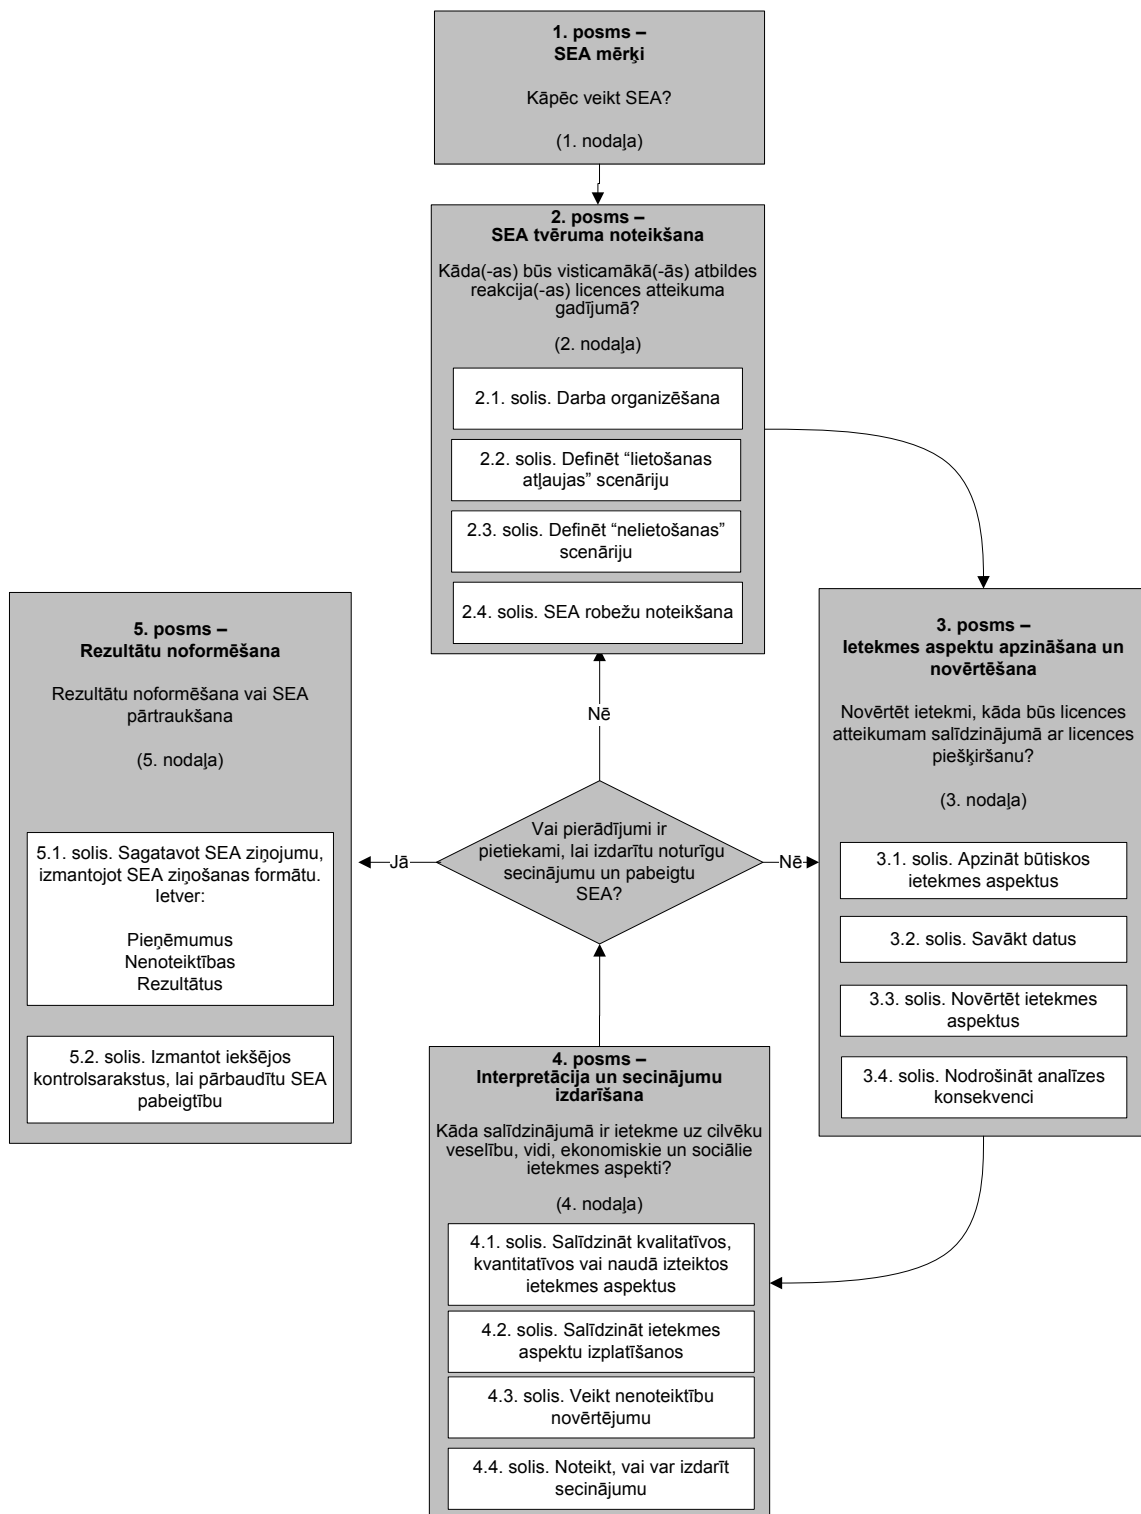 1. posms –
SEA mērķi
Kāpēc veikt SEA?
(1. nodaļa)
2. posms –
SEA tvēruma noteikšana
Kāda(-as) būs visticamākā(-ās) atbildes
reakcija(-as) licences atteikuma
gadījumā?
(2. nodaļa)
2.1. solis. Darba organizēšana
2.2. solis. Definēt “lietošanas
atļaujas” scenāriju
2.3. solis. Definēt “nelietošanas”
scenāriju
2.4. solis. SEA robežu noteikšana
3. posms –
Ietekmes aspektu apzināšana un
novērtēšana
Novērtēt ietekmi, kāda būs licences
atteikumam salīdzinājumā ar licences
piešķiršanu?
(3. nodaļa)
3.1. solis. Apzināt būtiskos
ietekmes aspektus
3.2. solis. Savākt datus
3.3. solis. Novērtēt ietekmes
aspektus
3.4. solis. Nodrošināt analīzes
konsekvenci
4. posms –
Interpretācija un secinājumu
izdarīšana
Kāda salīdzinājumā ir ietekme uz cilvēku
veselību, vidi, ekonomiskie un sociālie
ietekmes aspekti?
(4. nodaļa)
4.1. solis. Salīdzināt kvalitatīvos,
kvantitatīvos vai naudā izteiktos
ietekmes aspektus
4.2. solis. Salīdzināt ietekmes
aspektu izplatīšanos
4.3. solis. Veikt nenoteiktību
novērtējumu
4.4. solis. Noteikt, vai var izdarīt
secinājumu
Vai pierādījumi ir
pietiekami, lai izdarītu noturīgu
secinājumu un pabeigtu
SEA?
Nē
Jā
Nē
5. posms –
Rezultātu noformēšana
Rezultātu noformēšana vai SEA
pārtraukšana
(5. nodaļa)
5.1. solis. Sagatavot SEA ziņojumu,
izmantojot SEA ziņošanas formātu.
Ietver:
Pieņēmumus
Nenoteiktības
Rezultātus
5.2. solis. Izmantot iekšējos
kontrolsarakstus, lai pārbaudītu SEA
pabeigtību